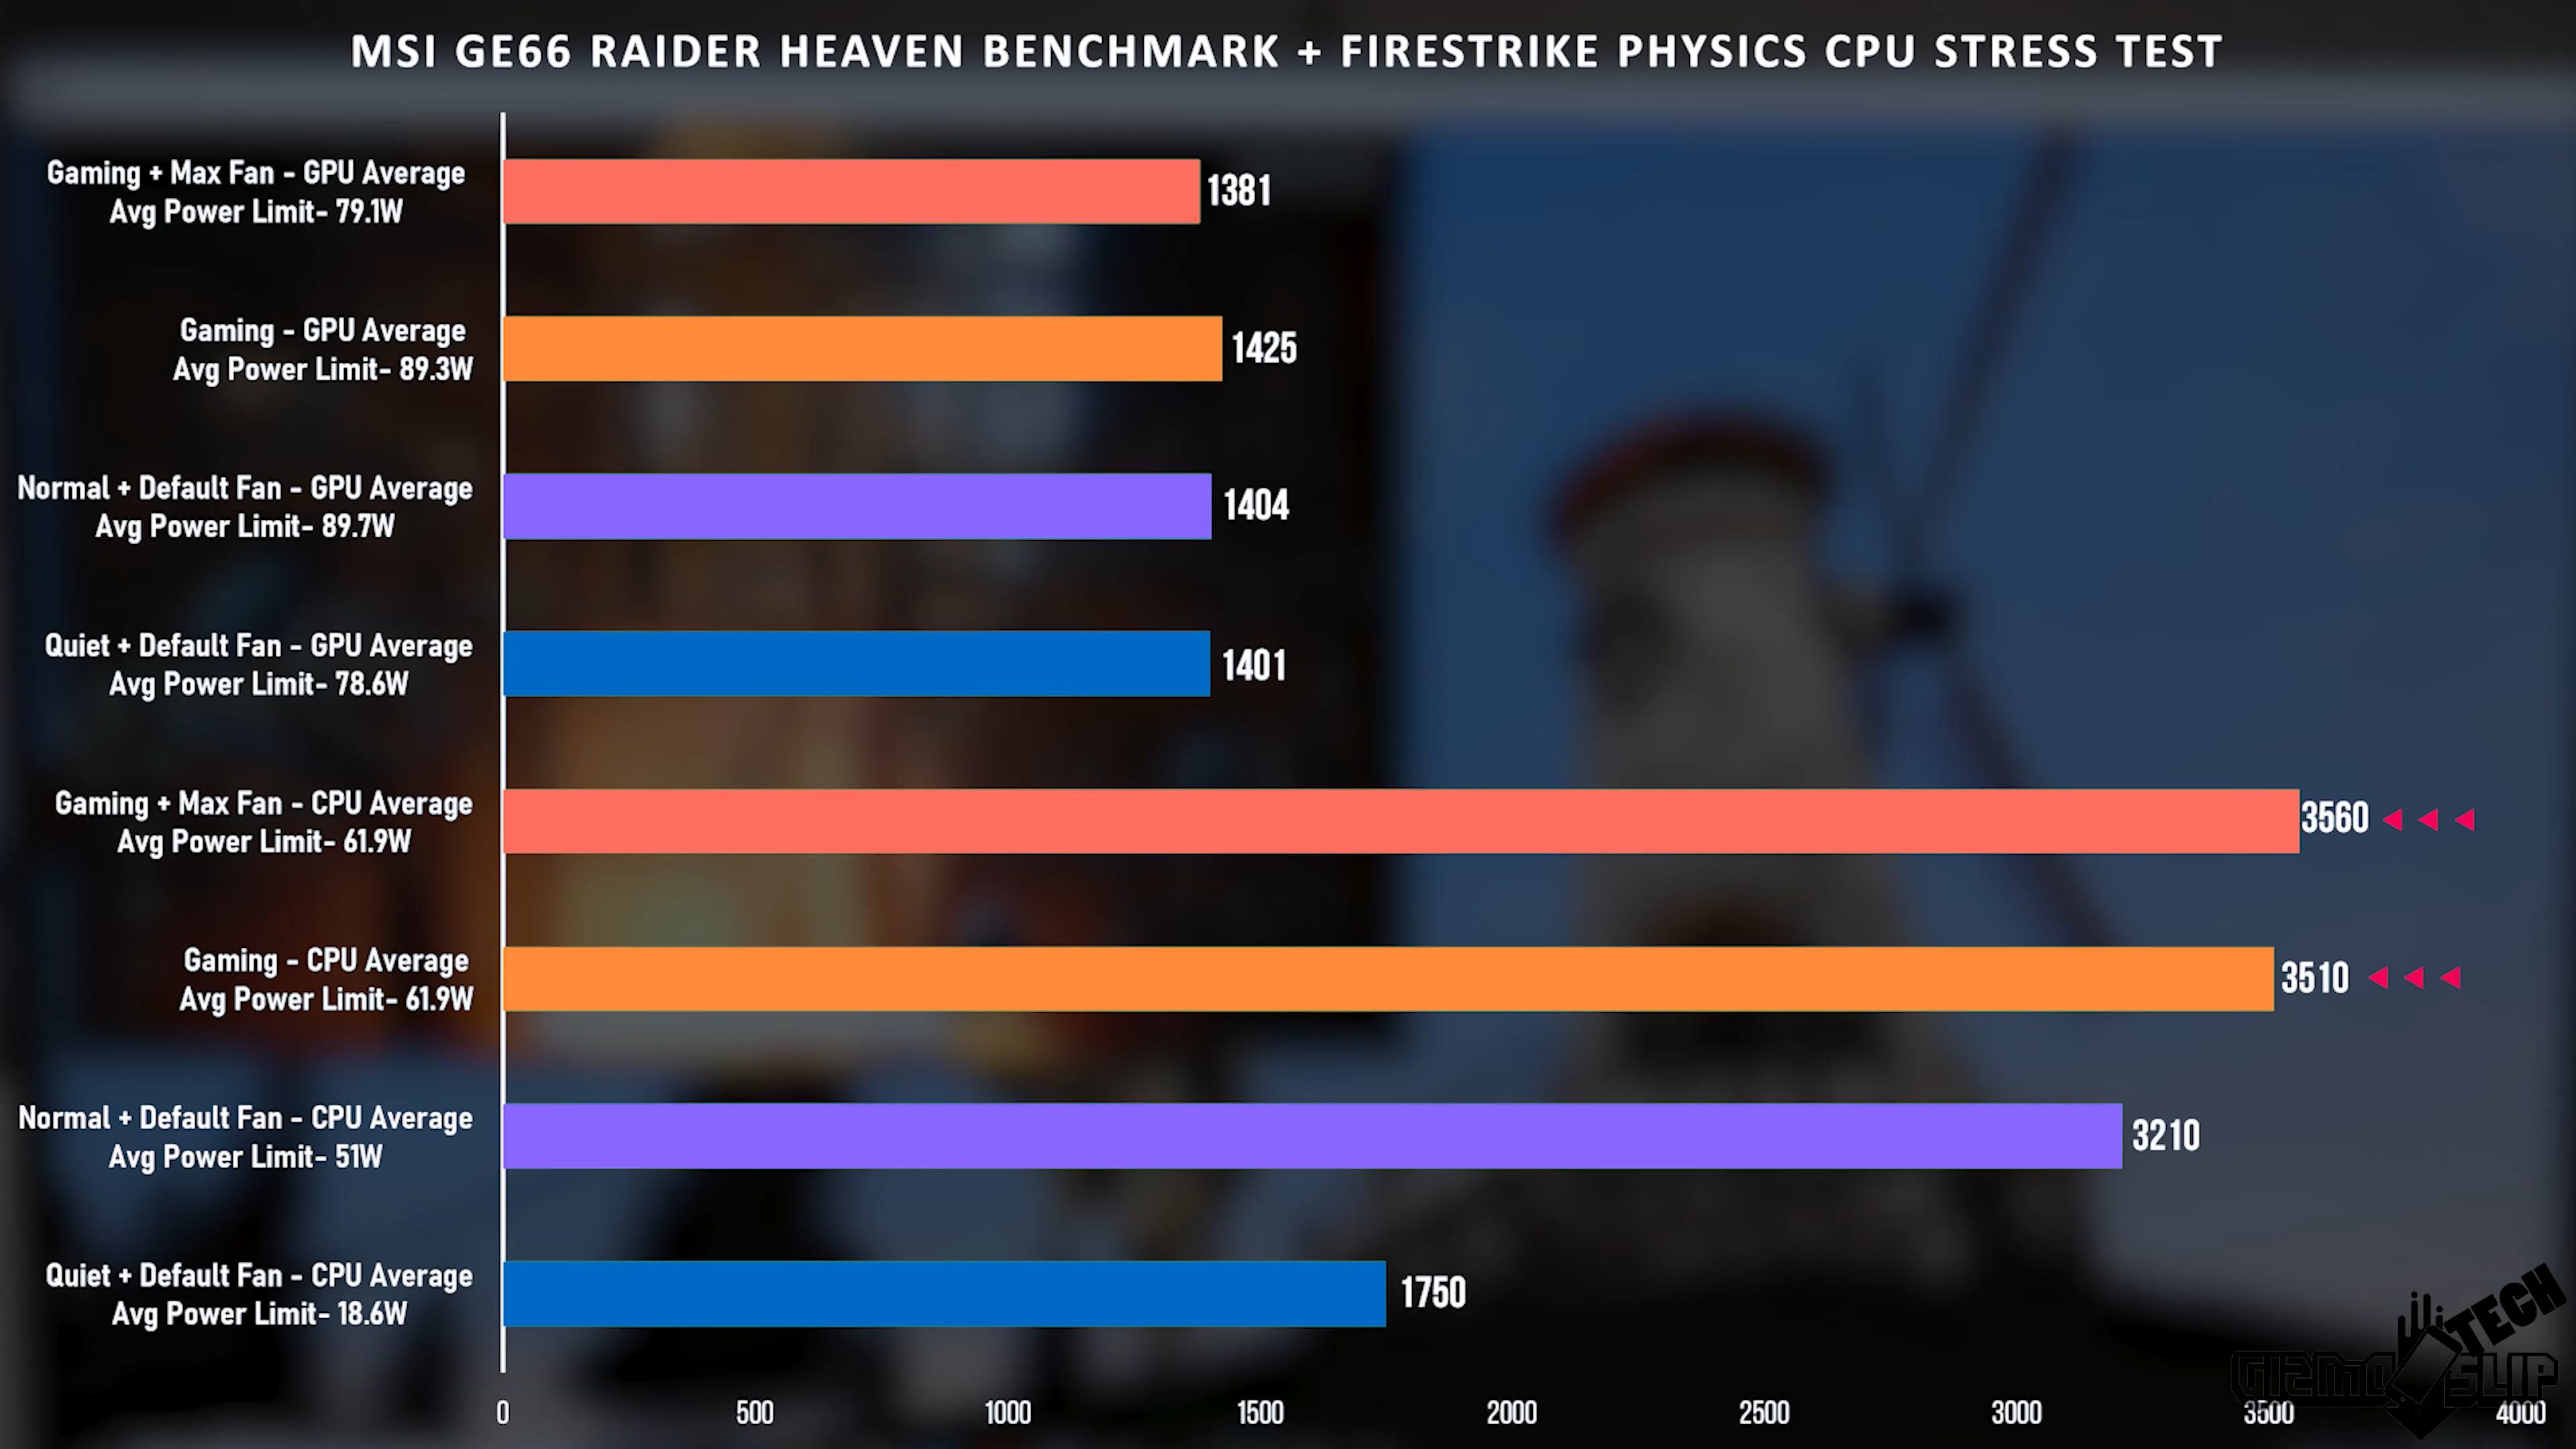 MSI GE66 RAIDER HEAVEN BENCHMARK + FIRESTRIKE PHYSICS CPU STRESS TEST
Gaming + Max Fan - GPU Average
Avg Power Limit- 79.1W
1381
Gaming - GPU Average
Avg Power Limit- 89.3W
1425
Normal + Default Fan - GPU Average
Avg Power Limit- 89.7W
1404
Quiet + Default Fan - GPU Average
Avg Power Limit- 78.6W
1401
Gaming + Max Fan - CPU Average
Avg Power Limit- 61.9W
3560
Gaming - CPU Average
Avg Power Limit- 61.9W
3510
Normal + Default Fan - CPU Average
Avg Power Limit- 51W
3210
Quiet + Default Fan - CPU Average
Avg Power Limit- 18.6W
1750
0 500 1000 1500 2000 2500 3000 3500 4000
TECH
GIZMO SLIP